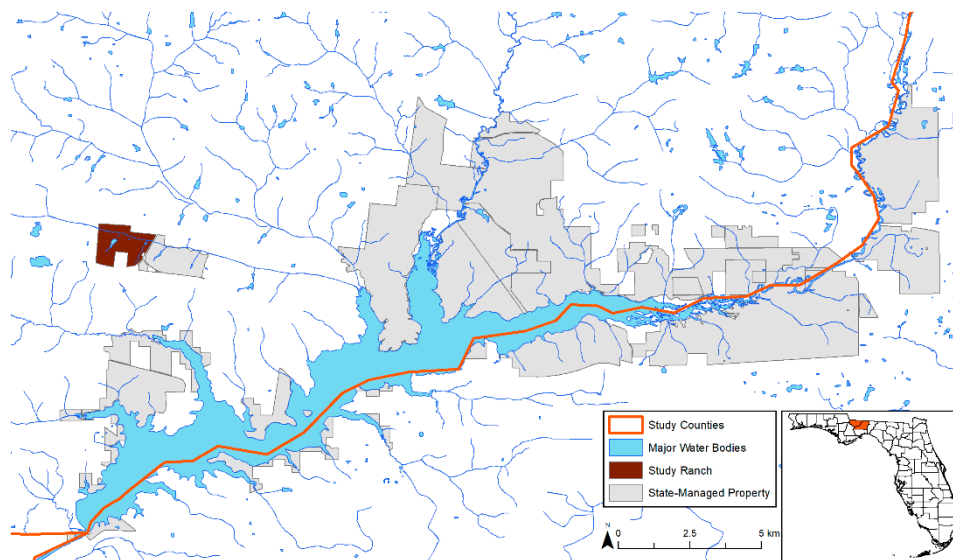 Study Counties
Major Water Bodies
Study Ranch
State-Managed Property
N
0 2.5 5 km